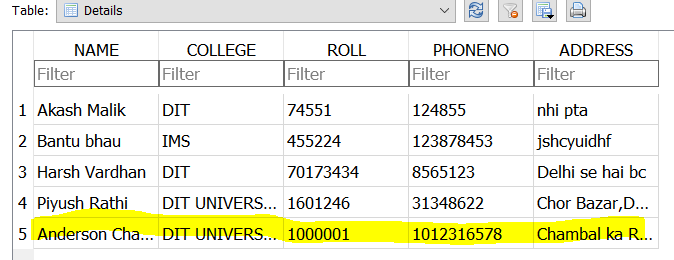 Table: Details
NAME COLLEGE ROLL PHONENO ADDRESS
Filter Filter Filter Filter Filter
1 Akash Malik DIT 74551 124855 nhi pta
2 Bantu bhau IMS 455224 123878453 jshcyuidhf
3 Harsh Vardhan DIT 70173434 8565123 Delhi se hai bc
4 Piyush Rathi DIT UNIVERS... 1601246 31348622 Chor Bazar,D...
5 Anderson Cha... DIT UNIVERS... 1000001 1012316578 Chambal ka R...